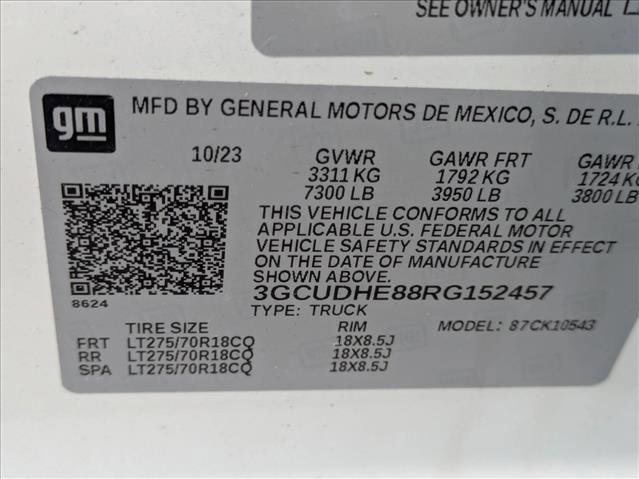 SEE OWNER'S MANUAL
gm
MFD BY GENERAL MOTORS DE MEXICO, S. DE R.L.
10/23 GVWR GAWR FRT GAWR
3311 KG 1792 KG 1724 KG
7300 LB 3950 LB 3800 LB
THIS VEHICLE CONFORMS TO ALL
APPLICABLE U.S. FEDERAL MOTOR
VEHICLE SAFETY STANDARDS IN EFFECT
ON THE DATE OF MANUFACTURE
SHOWN ABOVE.
8624
3GCUDHE88RG152457
TYPE: TRUCK MODEL: 87CK10543
TIRE SIZE RIM
FRT LT275/70R18CQ 18X8.5J
RR LT275/70R18CQ 18X8.5J
SPA LT275/70R18CQ 18X8.5J